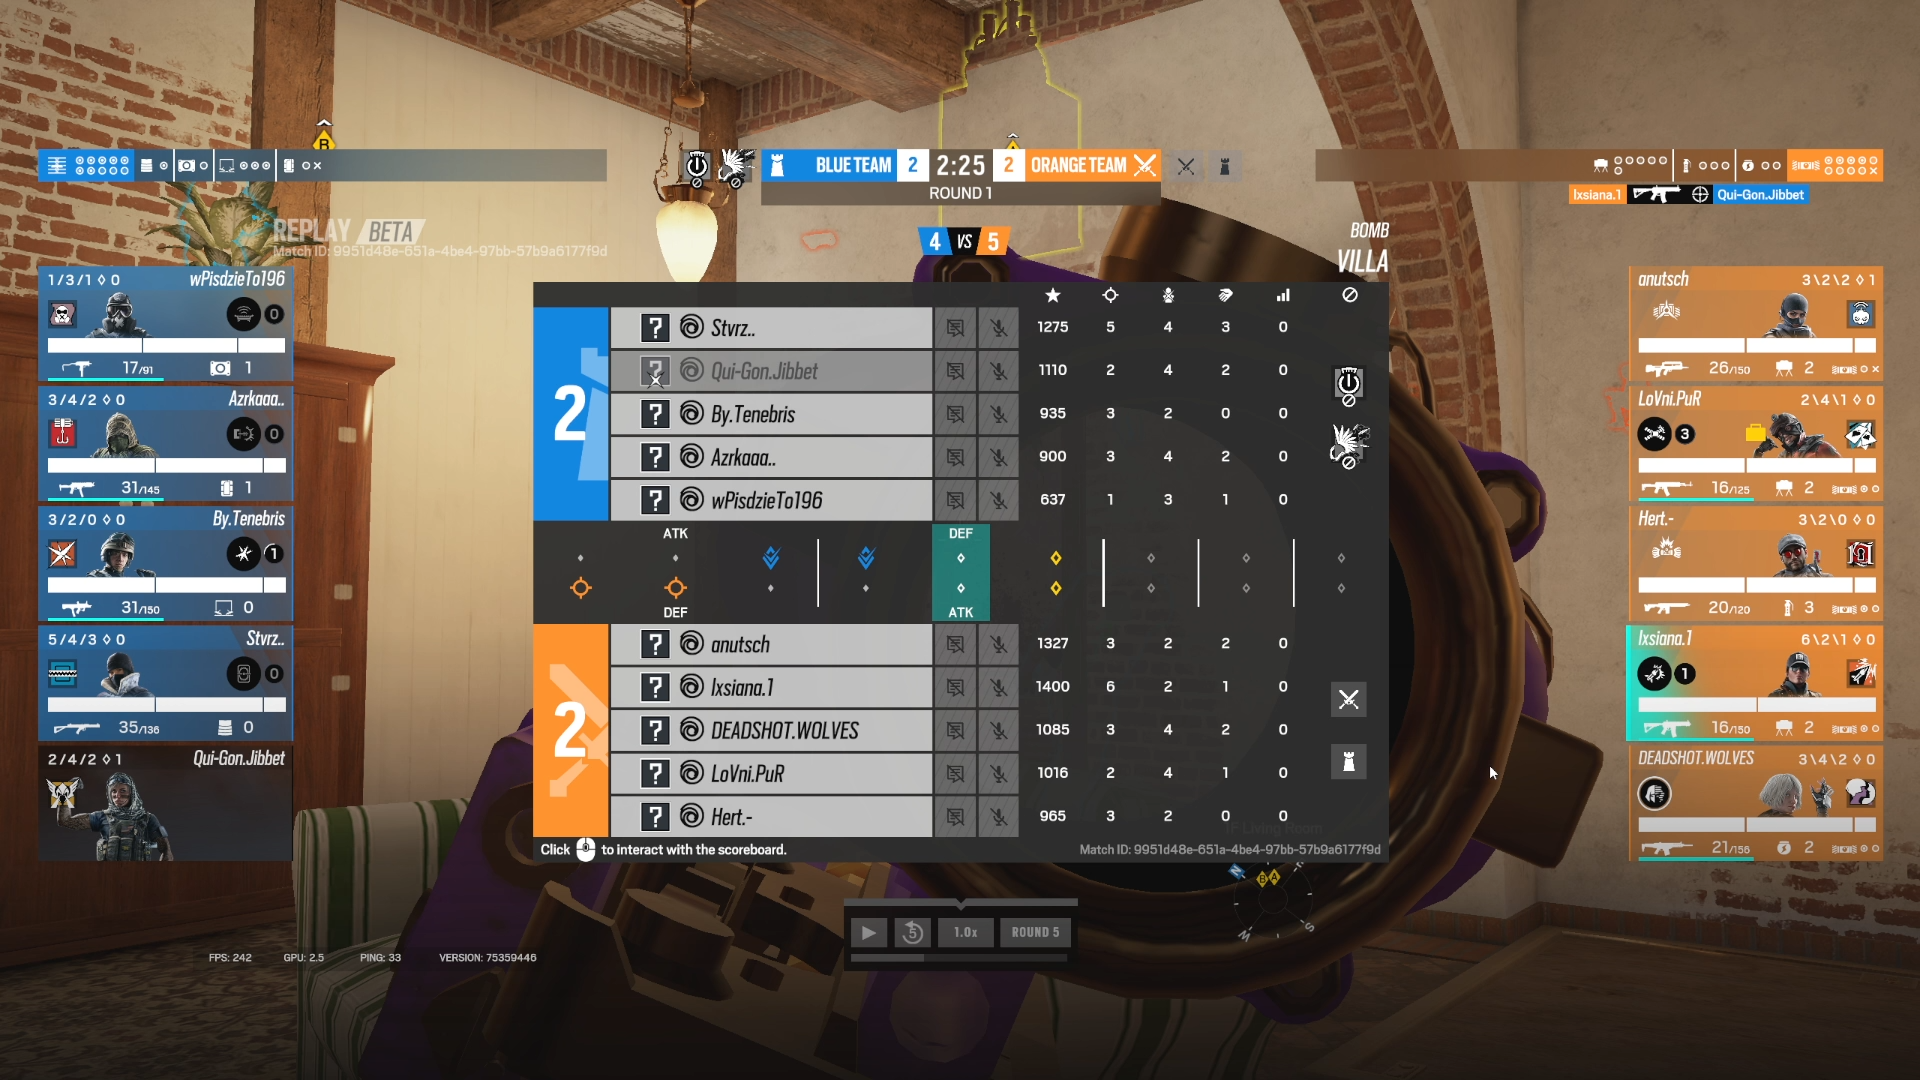 B
BLUE TEAM 2 2:25 2 ORANGE TEAM
ROUND 1
Ixsiana.1 Qui-Gon.Jibbet
REPLAY BETA
Match ID: 9951d48e-651a-4be4-97bb-57b9a6177f9d
4 VS 5
BOMB
VILLA
1/3/1 ◊ 0 wPisdzieTo196
0
17/91 1
3/4/2 ◊ 0 Azrkaaa..
0
31/145 1
3/2/0 ◊ 0 By.Tenebris
1
31/150 0
5/4/3 ◊ 0 Stvrz..
0
35/136 0
2/4/2 ◊ 1 Qui-Gon.Jibbet
2
? Stvrz.. 1275 5 4 3 0
? Qui-Gon.Jibbet 1110 2 4 2 0
? By.Tenebris 935 3 2 0 0
? Azrkaaa.. 900 3 4 2 0
? wPisdzieTo196 637 1 3 1 0
ATK DEF
DEF ATK
2
? anutsch 1327 3 2 2 0
? Ixsiana.1 1400 6 2 1 0
? DEADSHOT.WOLVES 1085 3 4 2 0
? LoVni.PuR 1016 2 4 1 0
? Hert.- 965 3 2 0 0
1F Living Room
Click to interact with the scoreboard. Match ID: 9951d48e-651a-4be4-97bb-57b9a6177f9d
anutsch 3\2\2 ◊ 1
26/150 2
LoVni.PuR 2\4\1 ◊ 0
3
16/125 2
Hert.- 3\2\0 ◊ 0
20/120 3
Ixsiana.1 6\2\1 ◊ 0
1
16/150 2
DEADSHOT.WOLVES 3\4\2 ◊ 0
21/156 2
N B A
W S
5 1.0x ROUND 5
FPS: 242 GPU: 2.5 PING: 33 VERSION: 75359446